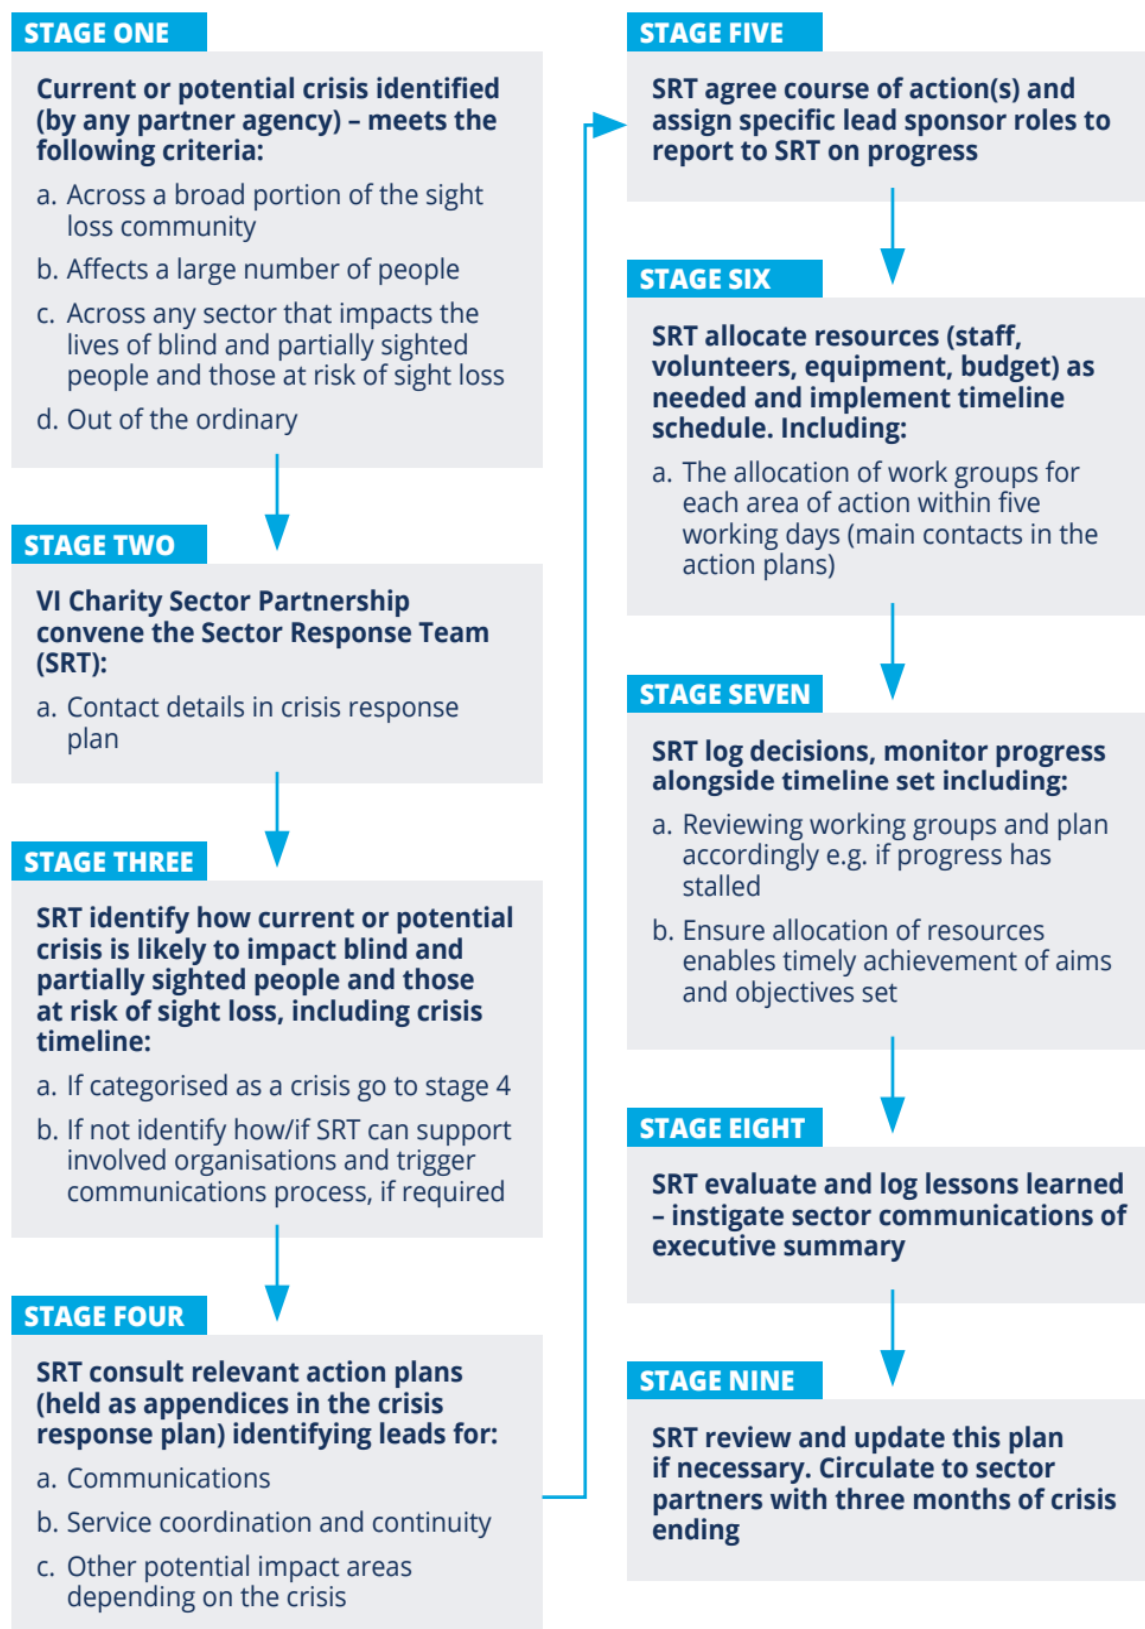 STAGE ONE
Current or potential crisis identified
(by any partner agency) – meets the
following criteria:
a. Across a broad portion of the sight
loss community
b. Affects a large number of people
c. Across any sector that impacts the
lives of blind and partially sighted
people and those at risk of sight loss
d. Out of the ordinary
STAGE TWO
VI Charity Sector Partnership
convene the Sector Response Team
(SRT):
a. Contact details in crisis response
plan
STAGE THREE
SRT identify how current or potential
crisis is likely to impact blind and
partially sighted people and those
at risk of sight loss, including crisis
timeline:
a. If categorised as a crisis go to stage 4
b. If not identify how/if SRT can support
involved organisations and trigger
communications process, if required
STAGE FOUR
SRT consult relevant action plans
(held as appendices in the crisis
response plan) identifying leads for:
a. Communications
b. Service coordination and continuity
c. Other potential impact areas
depending on the crisis
STAGE FIVE
SRT agree course of action(s) and
assign specific lead sponsor roles to
report to SRT on progress
STAGE SIX
SRT allocate resources (staff,
volunteers, equipment, budget) as
needed and implement timeline
schedule. Including:
a. The allocation of work groups for
each area of action within five
working days (main contacts in the
action plans)
STAGE SEVEN
SRT log decisions, monitor progress
alongside timeline set including:
a. Reviewing working groups and plan
accordingly e.g. if progress has
stalled
b. Ensure allocation of resources
enables timely achievement of aims
and objectives set
STAGE EIGHT
SRT evaluate and log lessons learned
– instigate sector communications of
executive summary
STAGE NINE
SRT review and update this plan
if necessary. Circulate to sector
partners with three months of crisis
ending